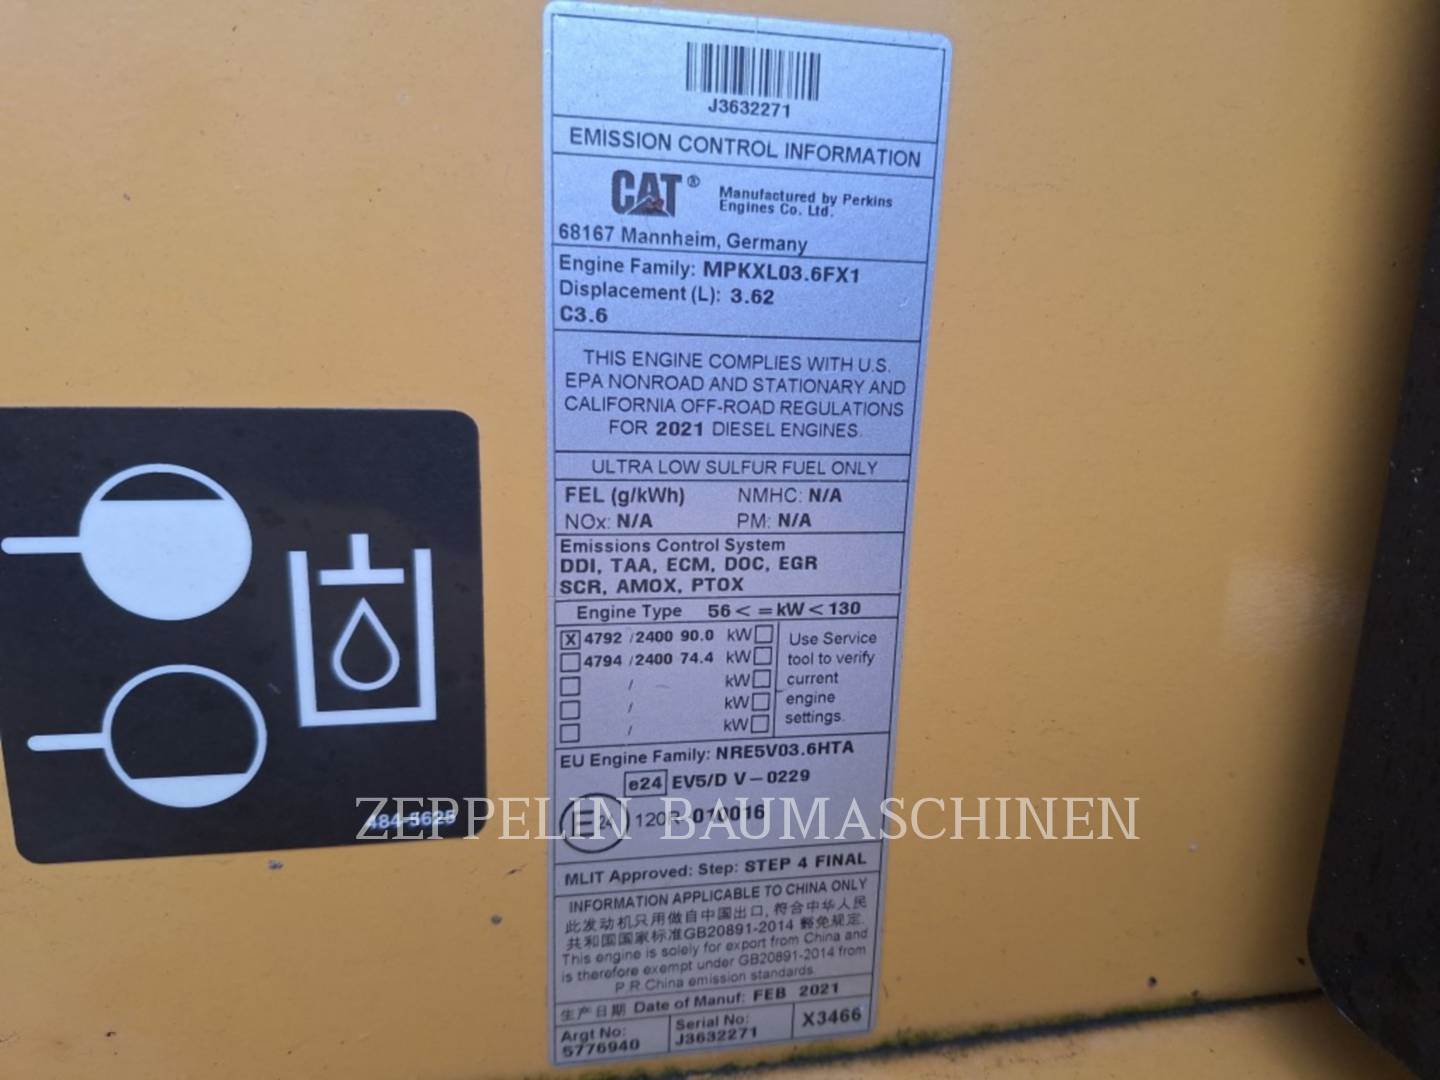 J3632271
EMISSION CONTROL INFORMATION
CAT®
Manufactured by Perkins
Engines Co. Ltd.
68167 Mannheim, Germany
Engine Family: MPKXL03.6FX1
Displacement (L): 3.62
C3.6
THIS ENGINE COMPLIES WITH U.S.
EPA NONROAD AND STATIONARY AND
CALIFORNIA OFF-ROAD REGULATIONS
FOR 2021 DIESEL ENGINES.
ULTRA LOW SULFUR FUEL ONLY
FEL (g/kWh) NMHC: N/A
NOx: N/A PM: N/A
Emissions Control System
DDI, TAA, ECM, DOC, EGR
SCR, AMOX, PTOX
Engine Type 56 < = kW < 130
X 4792 /2400 90.0 kW
4794 /2400 74.4 kW
/ kW
/ kW
/ kW
Use Service
tool to verify
current
engine
settings.
EU Engine Family: NRE5V03.6HTA
e24 EV5/D V-0229
E 24 120R-010016
484-5625
ZEPPELIN BAUMASCHINEN
MLIT Approved: Step: STEP 4 FINAL
INFORMATION APPLICABLE TO CHINA ONLY
此发动机只用做自中国出口, 符合中华人民
共和国国家标准GB20891-2014 豁免规定.
This engine is solely for export from China and
is therefore exempt under GB20891-2014 from
P.R.China emission standards.
生产日期 Date of Manuf: FEB 2021
Argt No:
5776940
Serial No:
J3632271
X3466